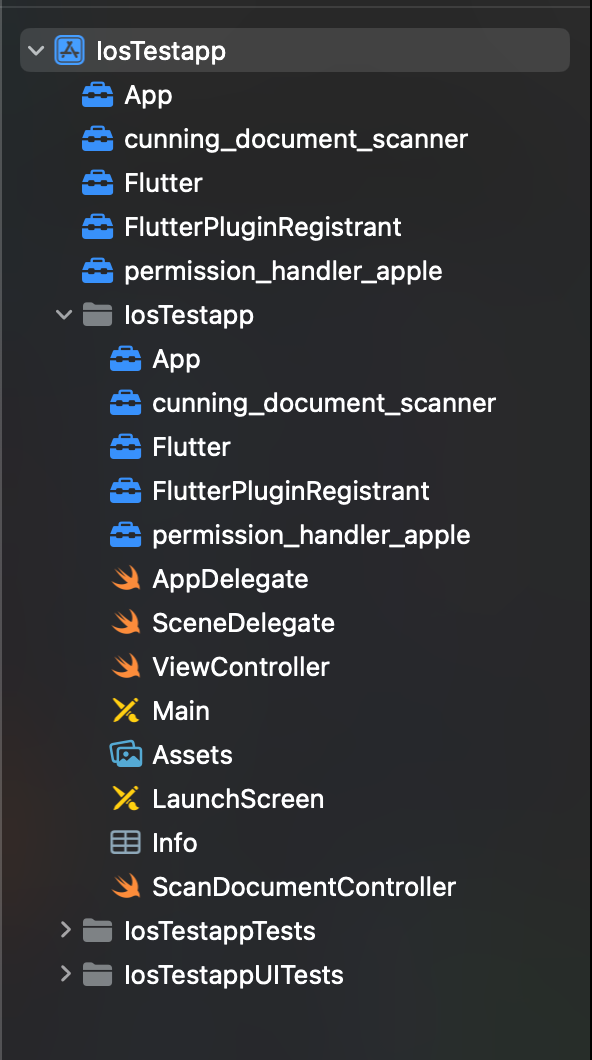 IosTestapp
App
cunning_document_scanner
Flutter
FlutterPluginRegistrant
permission_handler_apple
IosTestapp
App
cunning_document_scanner
Flutter
FlutterPluginRegistrant
permission_handler_apple
AppDelegate
SceneDelegate
ViewController
Main
Assets
LaunchScreen
Info
ScanDocumentController
IosTestappTests
IosTestappUITests